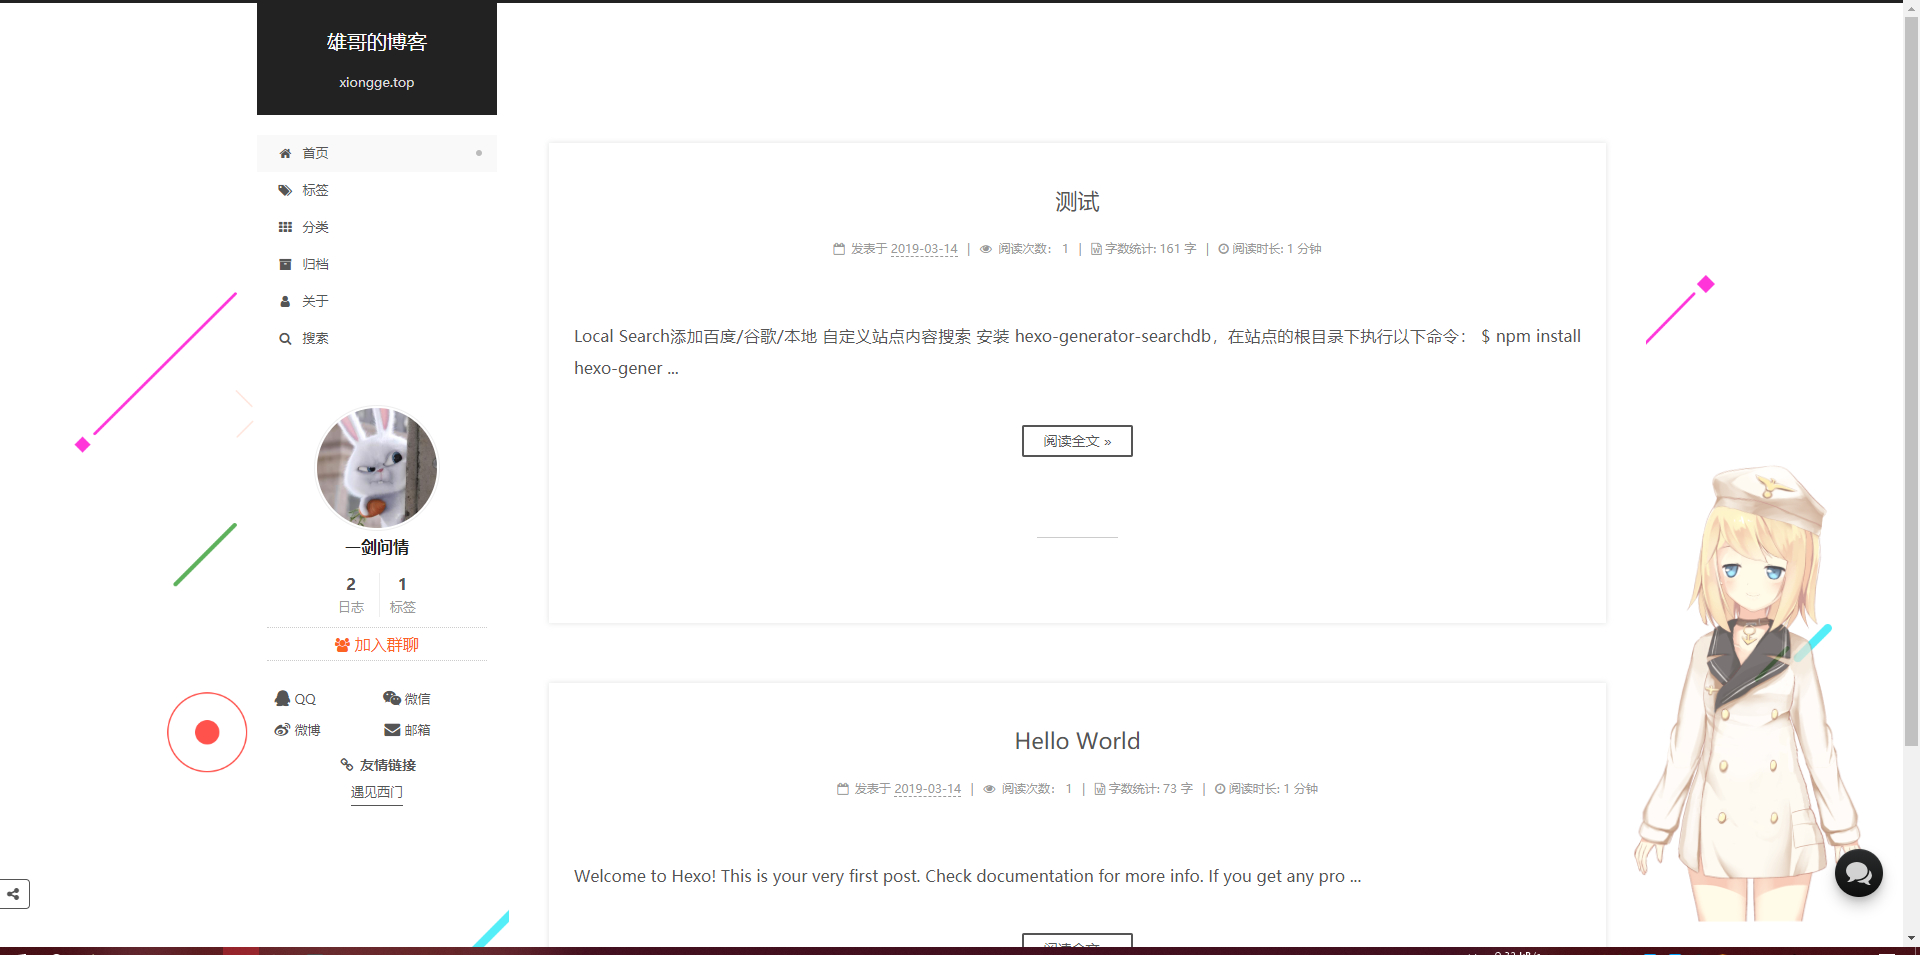 雄哥的博客
xiongge.top
首页
标签
分类
归档
关于
搜索
一剑问情
2 1
日志 标签
加入群聊
QQ 微信
微博 邮箱
友情链接
遇见西门
测试
发表于 2019-03-14 | 阅读次数: 1 | 字数统计: 161 字 | 阅读时长: 1 分钟
Local Search添加百度/谷歌/本地 自定义站点内容搜索 安装 hexo-generator-searchdb，在站点的根目录下执行以下命令： $ npm install
hexo-gener ...
阅读全文 »
Hello World
发表于 2019-03-14 | 阅读次数: 1 | 字数统计: 73 字 | 阅读时长: 1 分钟
Welcome to Hexo! This is your very first post. Check documentation for more info. If you get any pro ...